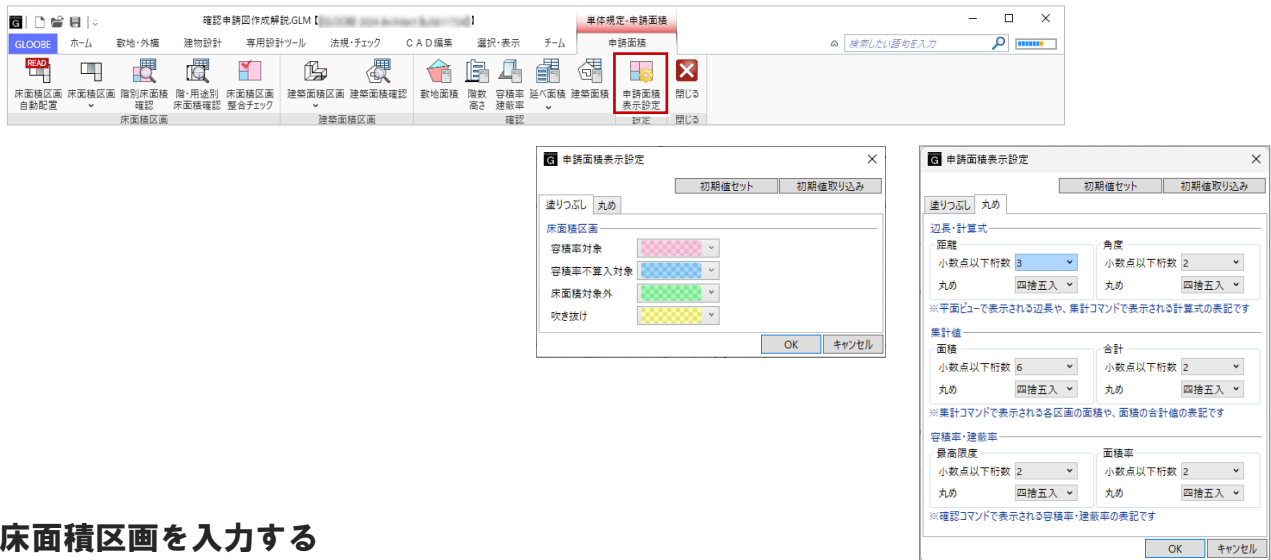 確認申請図作成解説.GLM【
】
単体規定-申請面積
GLOOBE ホーム 敷地・外構 建物設計 専用設計ツール 法規・チェック CAD編集 選択・表示 チーム 申請面積 検索したい語句を入力
READ
床面積区画 床面積区画 階別床面積 階・用途別 床面積区画 建築面積区画 建築面積確認 敷地面積 階数 容積率 延べ面積 建築面積 申請面積 閉じる
自動配置 確認 床面積確認 整合チェック 高さ 建蔽率 表示設定
床面積区画 建築面積区画 確認 設定 閉じる
G 申請面積表示設定
初期値セット 初期値取り込み
塗りつぶし 丸め
床面積区画
容積率対象
容積率不算入対象
床面積対象外
吹き抜け
OK キャンセル
G 申請面積表示設定
初期値セット 初期値取り込み
塗りつぶし 丸め
辺長・計算式
距離 角度
小数点以下桁数 3 小数点以下桁数 2
丸め 四捨五入 丸め 四捨五入
※平面ビューで表示される辺長や、集計コマンドで表示される計算式の表記です
集計値
面積 合計
小数点以下桁数 6 小数点以下桁数 2
丸め 四捨五入 丸め 四捨五入
※集計コマンドで表示される各区画の面積や、面積の合計値の表記です
容積率・建蔽率
最高限度 面積率
小数点以下桁数 2 小数点以下桁数 2
丸め 四捨五入 丸め 四捨五入
※確認コマンドで表示される容積率・建蔽率の表記です
OK キャンセル
床面積区画を入力する